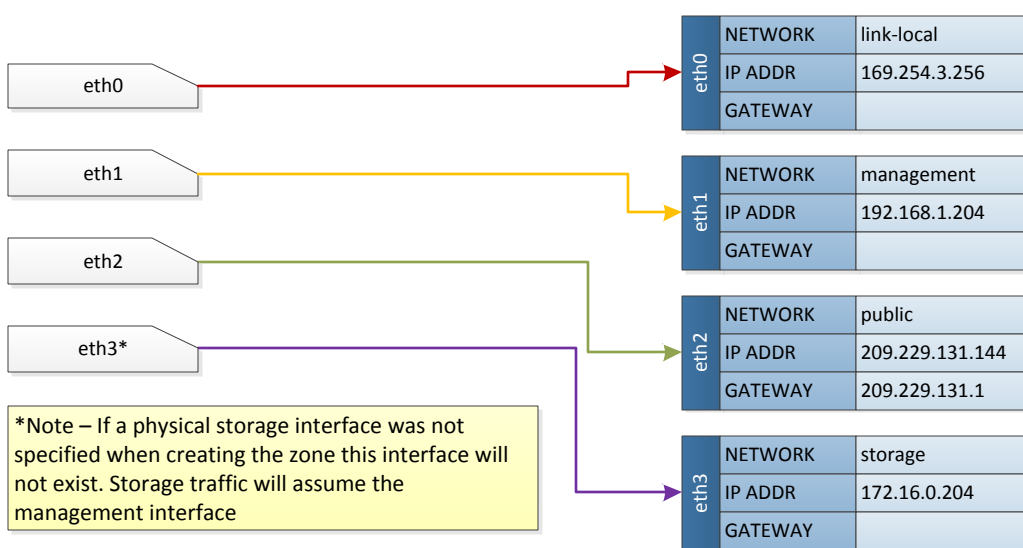 eth0
eth1
eth2
eth3*
*Note – If a physical storage interface was not
specified when creating the zone this interface will
not exist. Storage traffic will assume the
management interface
eth0
NETWORK link-local
IP ADDR 169.254.3.256
GATEWAY
eth1
NETWORK management
IP ADDR 192.168.1.204
GATEWAY
eth2
NETWORK public
IP ADDR 209.229.131.144
GATEWAY 209.229.131.1
eth3
NETWORK storage
IP ADDR 172.16.0.204
GATEWAY